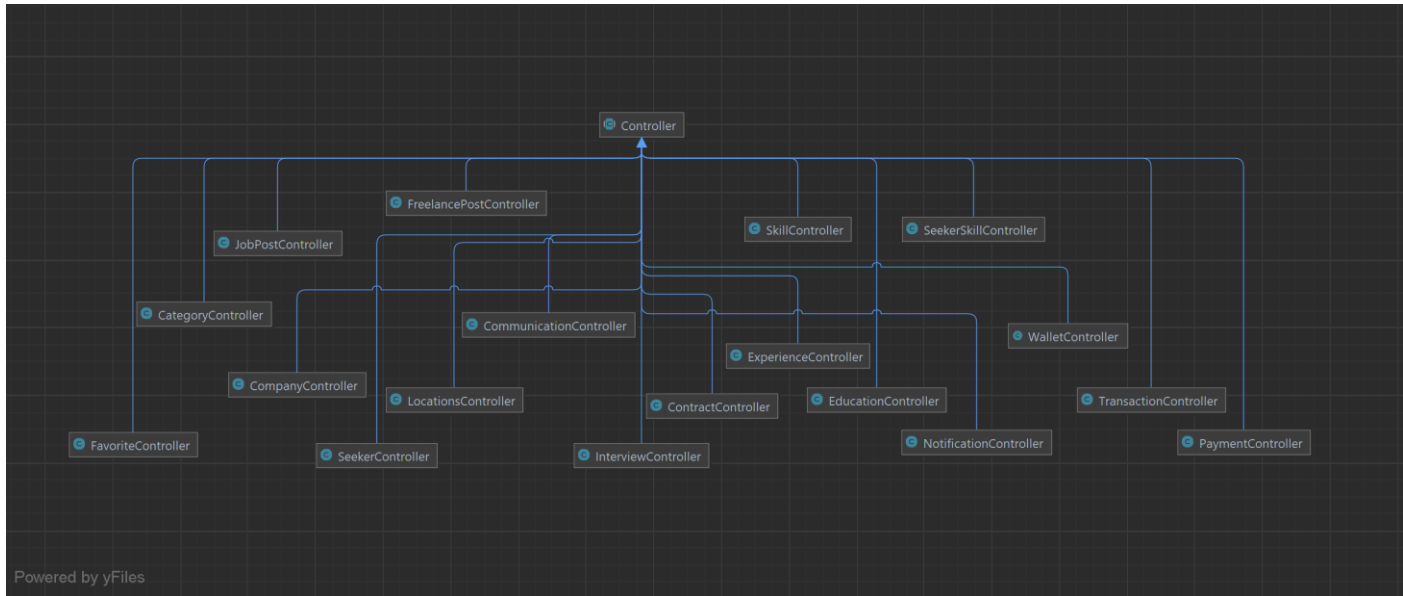 Controller
FreelancePostController
JobPostController
SkillController
SeekerSkillController
CategoryController
CommunicationController
WalletController
ExperienceController
CompanyController
LocationsController
ContractController
EducationController
TransactionController
FavoriteController
SeekerController
InterviewController
NotificationController
PaymentController
Powered by yFiles